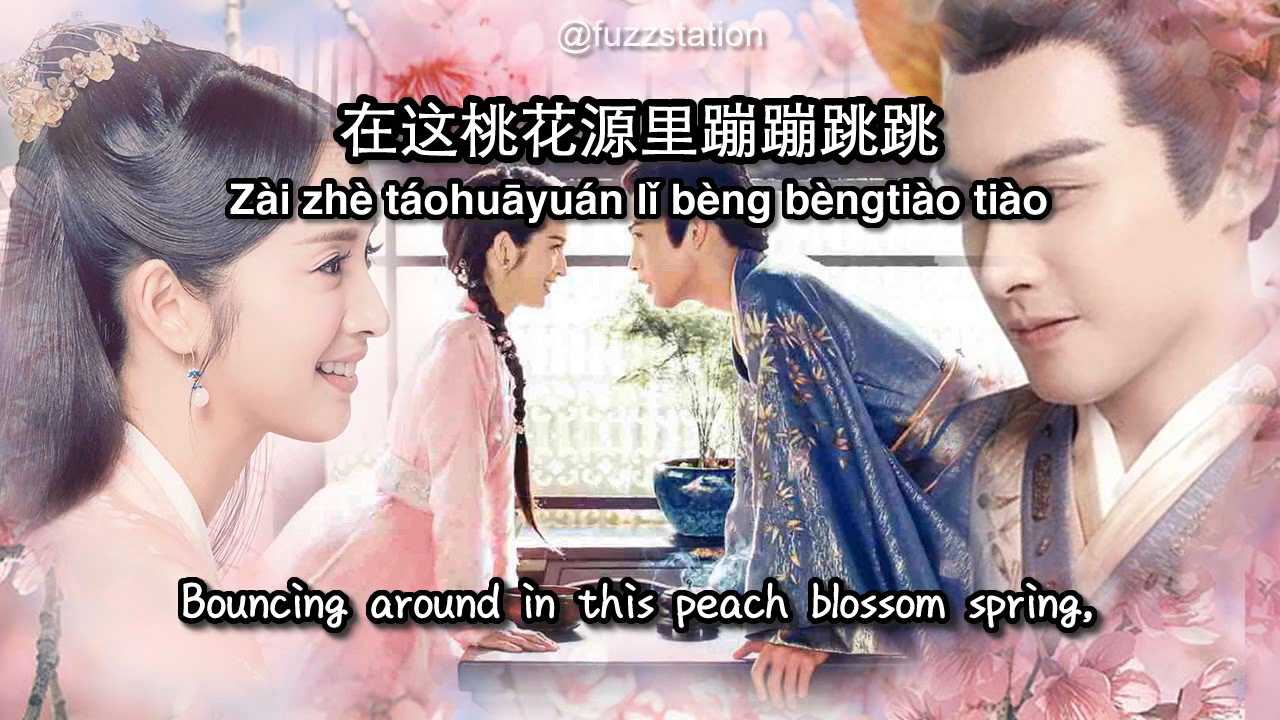 @fuzzstation
在这桃花源里蹦蹦跳跳
Zài zhè táohuāyuán lǐ bèng bèngtiào tiào
Bouncing around in this peach blossom spring,